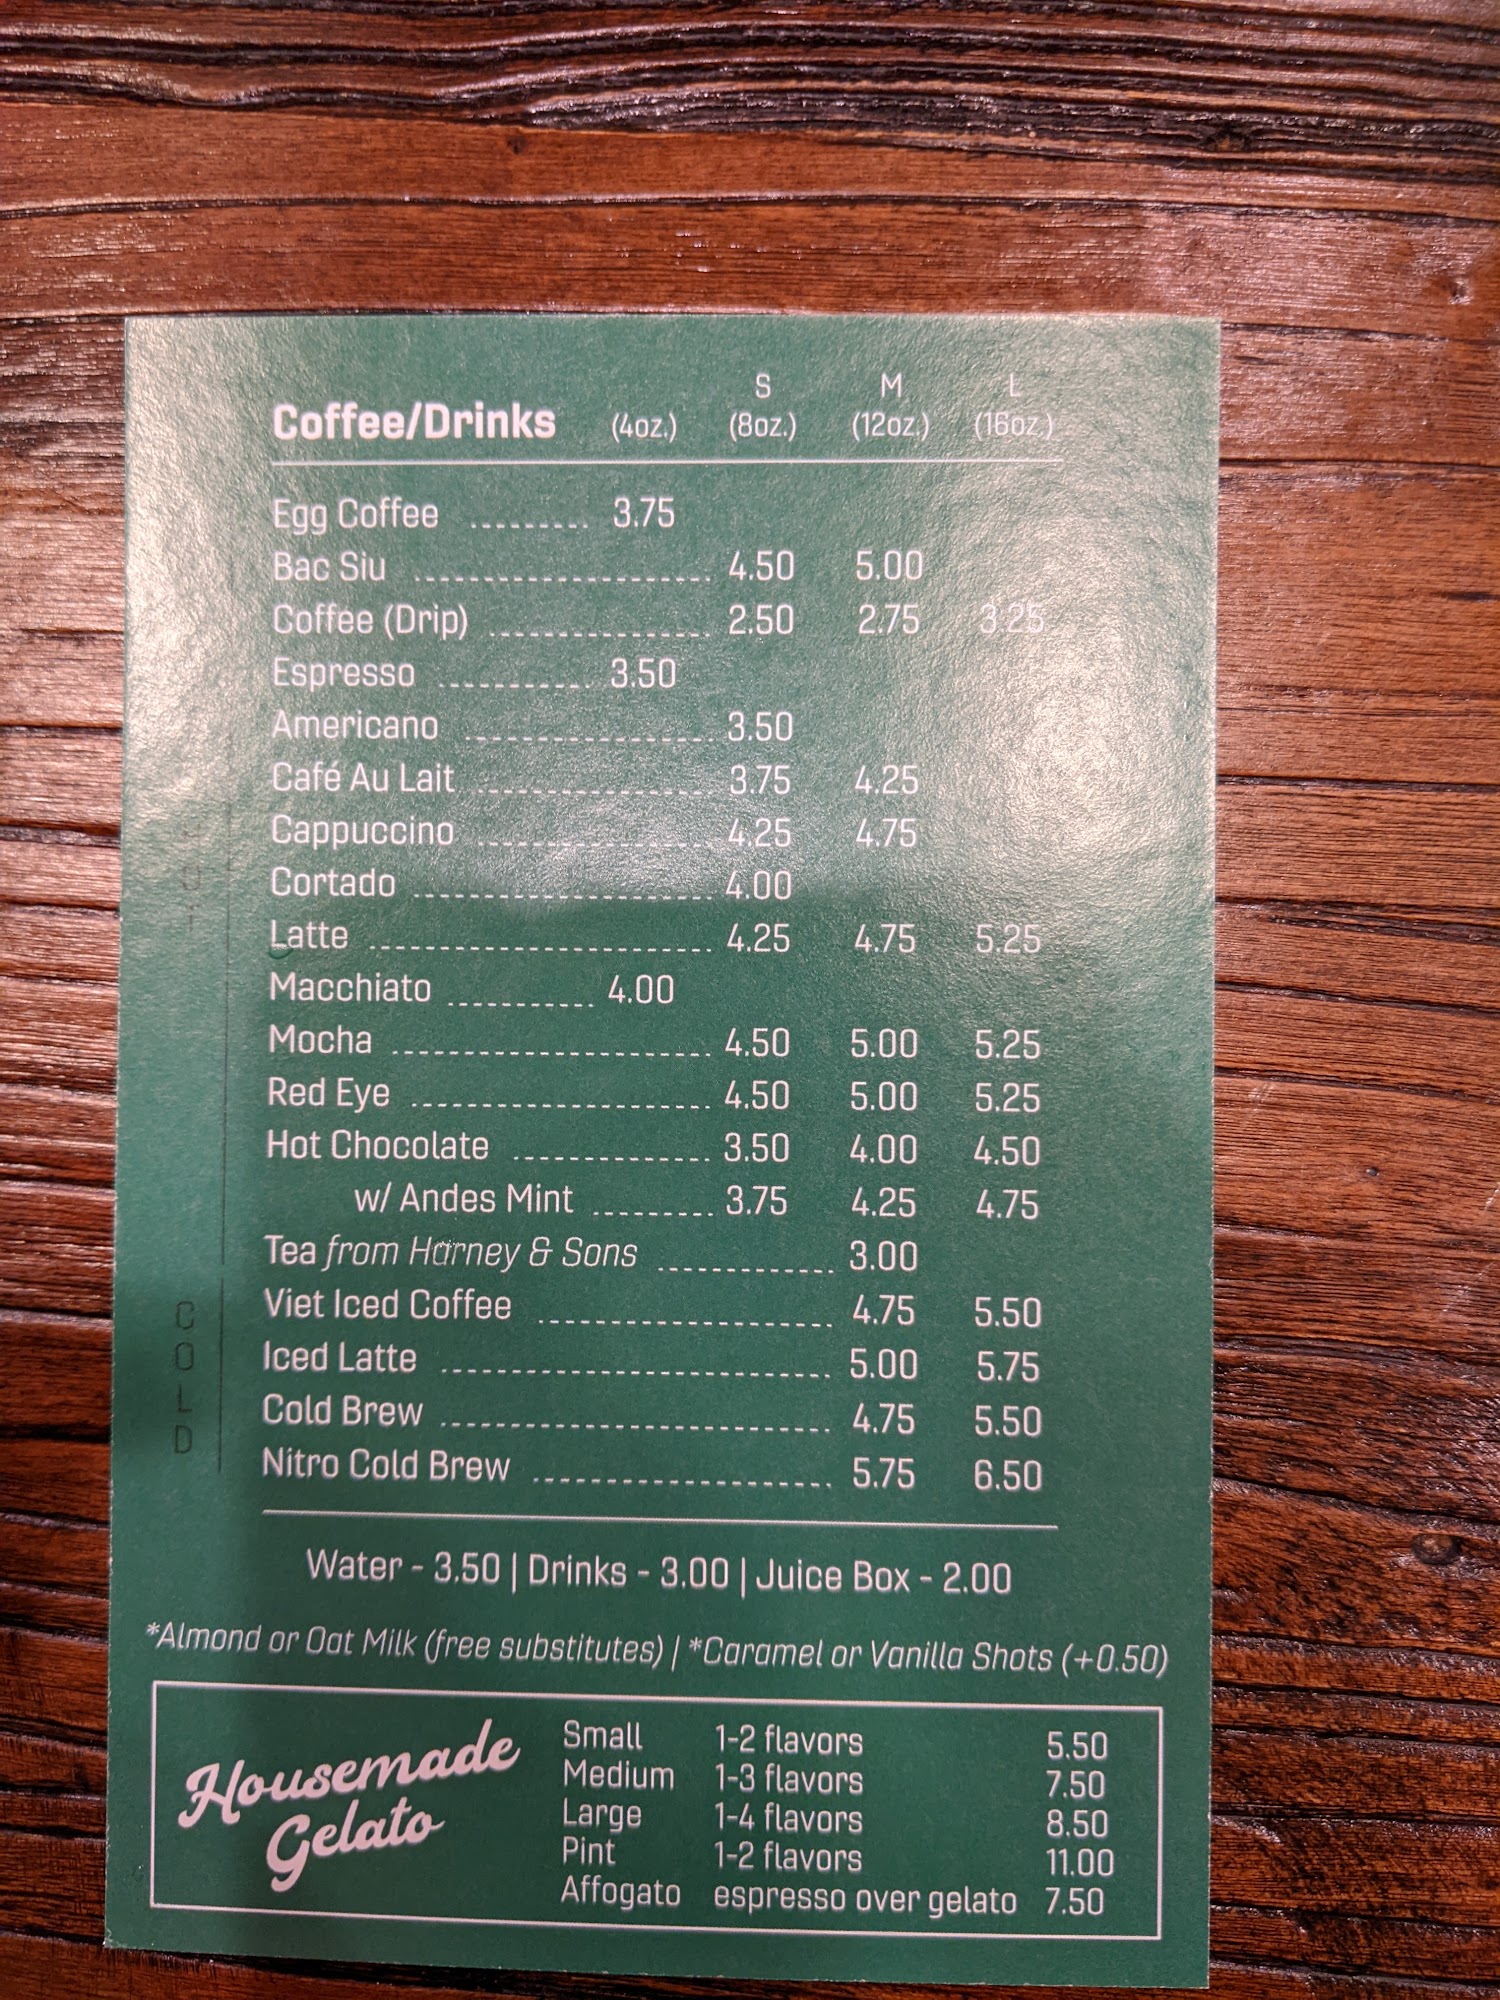 S M L
Coffee/Drinks (4oz.) (8oz.) (12oz.) (16oz.)
Egg Coffee ......... 3.75
Bac Siu ........................ 4.50 5.00
Coffee (Drip) .................. 2.50 2.75 3.25
Espresso ............ 3.50
Americano .................... 3.50
Café Au Lait ................... 3.75 4.25
Cappuccino ................... 4.25 4.75
Cortado ........................ 4.00
Latte ............................ 4.25 4.75 5.25
Macchiato ............ 4.00
Mocha .......................... 4.50 5.00 5.25
Red Eye ........................ 4.50 5.00 5.25
Hot Chocolate ................ 3.50 4.00 4.50
w/ Andes Mint .......... 3.75 4.25 4.75
Tea from Harney & Sons .............. 3.00
Viet Iced Coffee ........................ 4.75 5.50
Iced Latte ................................ 5.00 5.75
Cold Brew ................................ 4.75 5.50
Nitro Cold Brew ........................ 5.75 6.50
HOT
COLD
Water - 3.50 | Drinks - 3.00 | Juice Box - 2.00
*Almond or Oat Milk (free substitutes) | *Caramel or Vanilla Shots (+0.50)
Housemade
Gelato
Small 1-2 flavors 5.50
Medium 1-3 flavors 7.50
Large 1-4 flavors 8.50
Pint 1-2 flavors 11.00
Affogato espresso over gelato 7.50